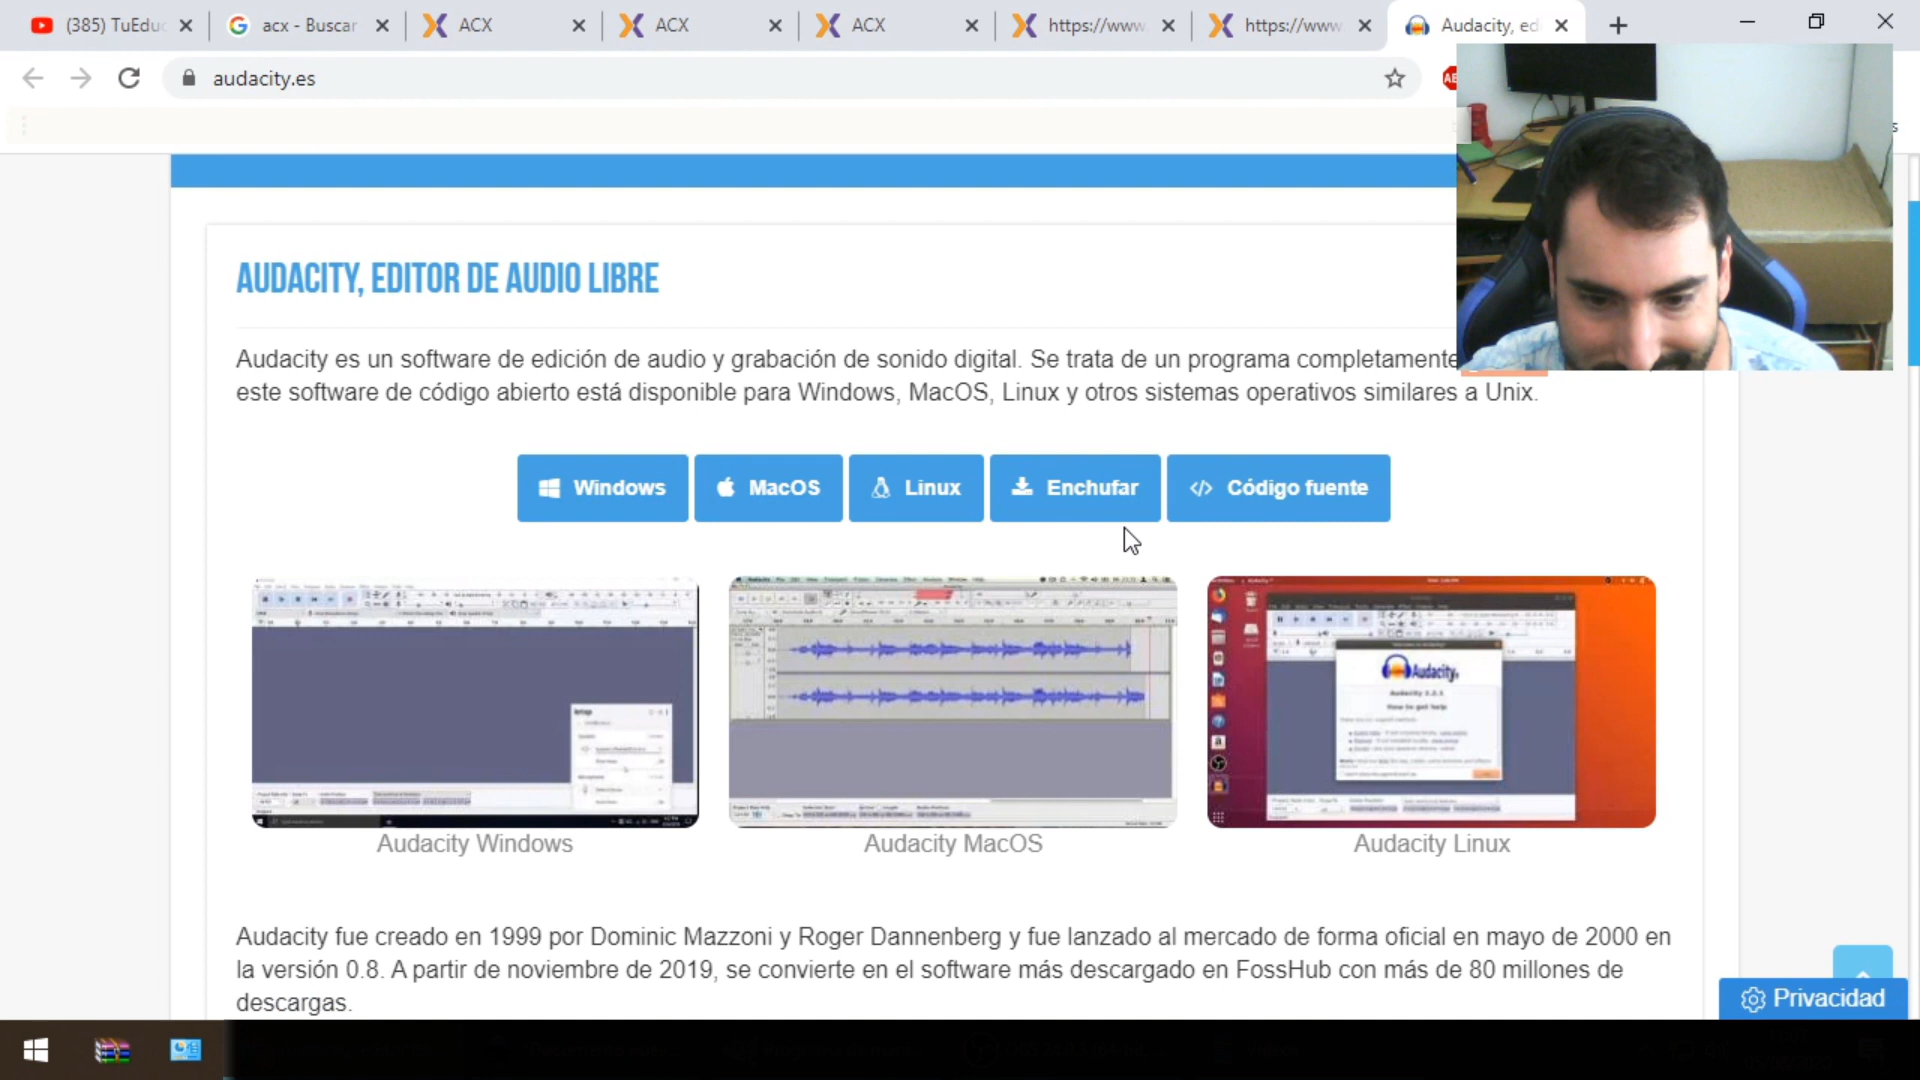 (385) TuEduc
acx - Buscar
ACX
ACX
ACX
https://www.
https://www.
Audacity, ed
audacity.es
AUDACITY, EDITOR DE AUDIO LIBRE
Audacity es un software de edición de audio y grabación de sonido digital. Se trata de un programa completamente
este software de código abierto está disponible para Windows, MacOS, Linux y otros sistemas operativos similares a Unix.
Windows
MacOS
Linux
Enchufar
Código fuente
Audacity
Audacity Windows
Audacity MacOS
Audacity Linux
Audacity fue creado en 1999 por Dominic Mazzoni y Roger Dannenberg y fue lanzado al mercado de forma oficial en mayo de 2000 en
la versión 0.8. A partir de noviembre de 2019, se convierte en el software más descargado en FossHub con más de 80 millones de
descargas.
Privacidad